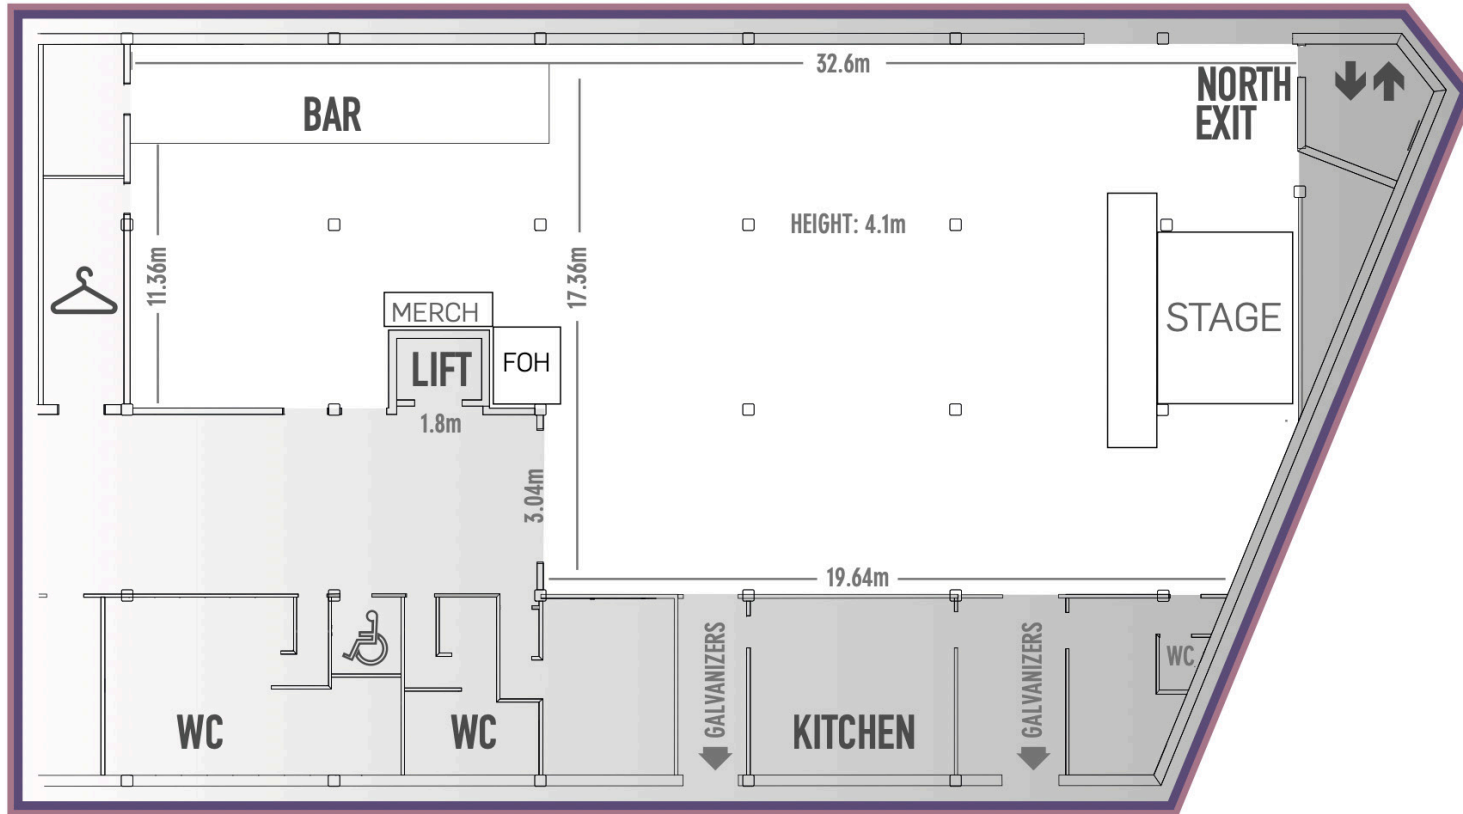 32.6m
BAR
NORTH
EXIT
HEIGHT: 4.1m
11.36m
17.36m
MERCH
LIFT
FOH
STAGE
1.8m
3.04m
19.64m
GALVANIZERS
GALVANIZERS
WC
WC
WC
KITCHEN